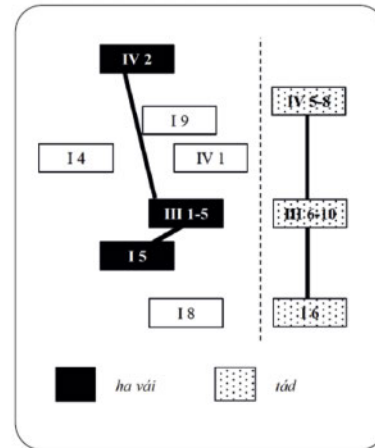 IV 2
IV 5-8
I 9
I 4
IV 1
III 1-5
III 6-10
I 5
I 8
I 6
ha vái
tád